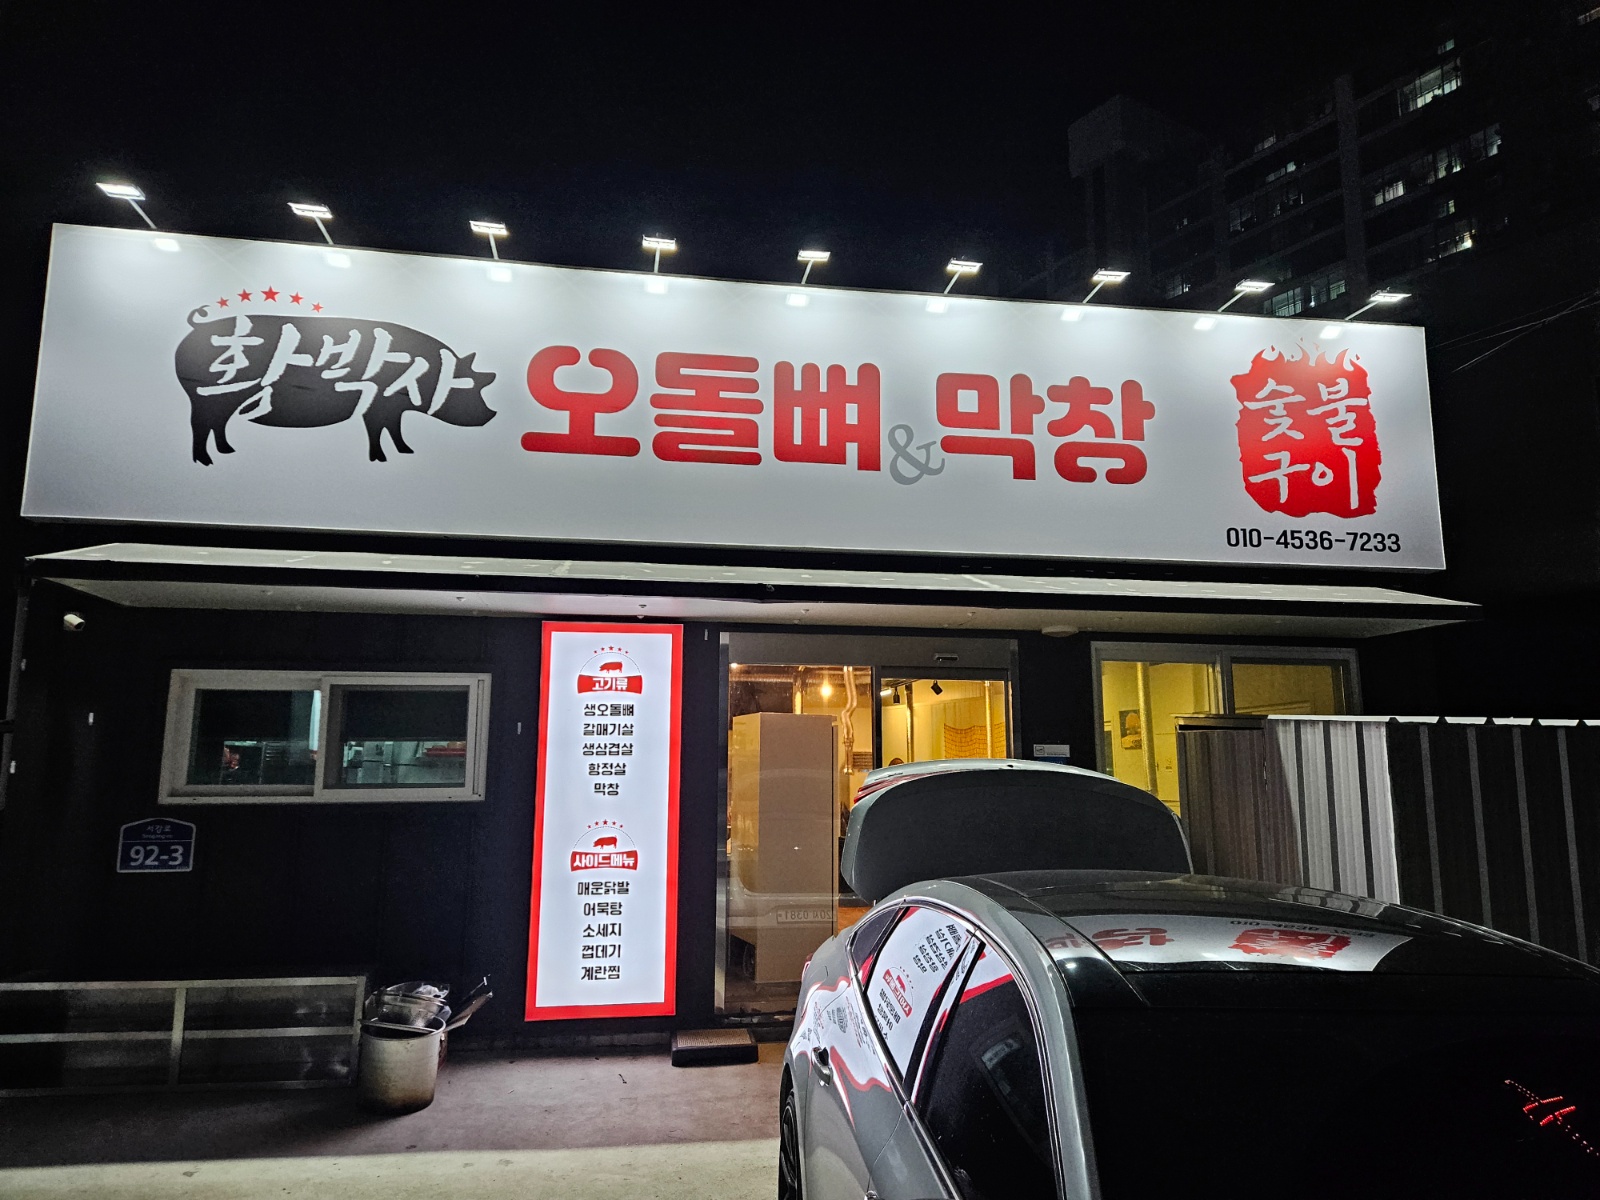 황박사 오돌뼈&막창
숯불
구이
010-4536-7233
고기류
생오돌뼈
갈매기살
생삼겹살
항정살
막창
사이드메뉴
매운닭발
어묵탕
소세지
껍데기
계란찜
서강로
92-3